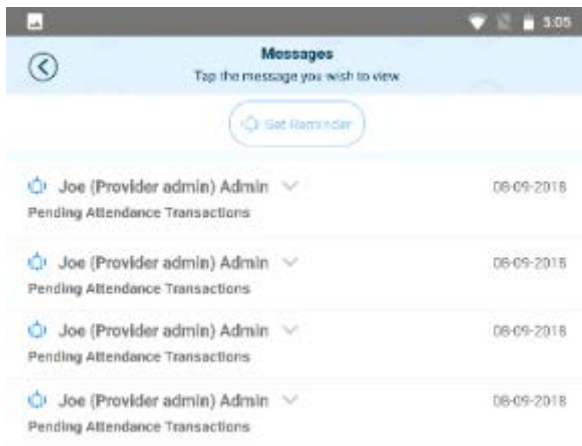 3:05
Messages
Tap the message you wish to view
Set Reminder
Joe (Provider admin) Admin 08-09-2018
Pending Attendance Transactions
Joe (Provider admin) Admin 08-09-2018
Pending Attendance Transactions
Joe (Provider admin) Admin 08-09-2018
Pending Attendance Transactions
Joe (Provider admin) Admin 08-09-2018
Pending Attendance Transactions